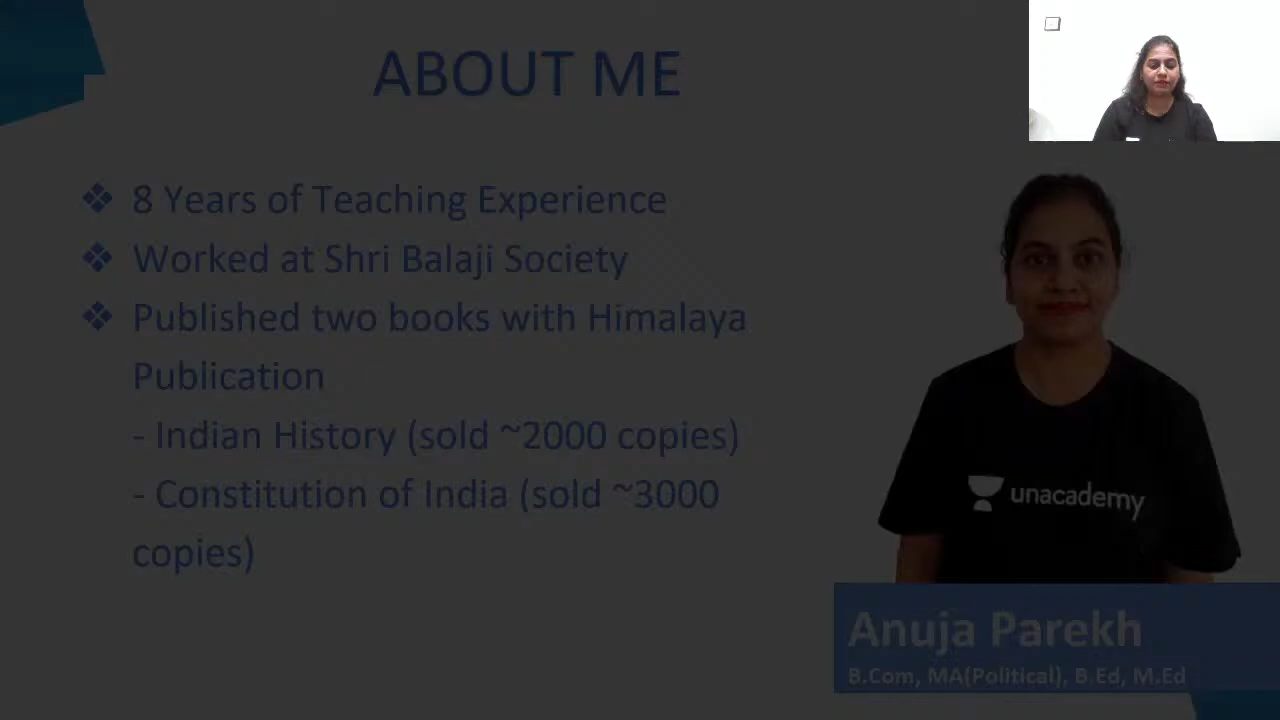 ABOUT ME
❖ 8 Years of Teaching Experience
❖ Worked at Shri Balaji Society
❖ Published two books with Himalaya
Publication
- Indian History (sold ~2000 copies)
- Constitution of India (sold ~3000
copies)
unacademy
Anuja Parekh
B.Com, MA(Political), B.Ed, M.Ed